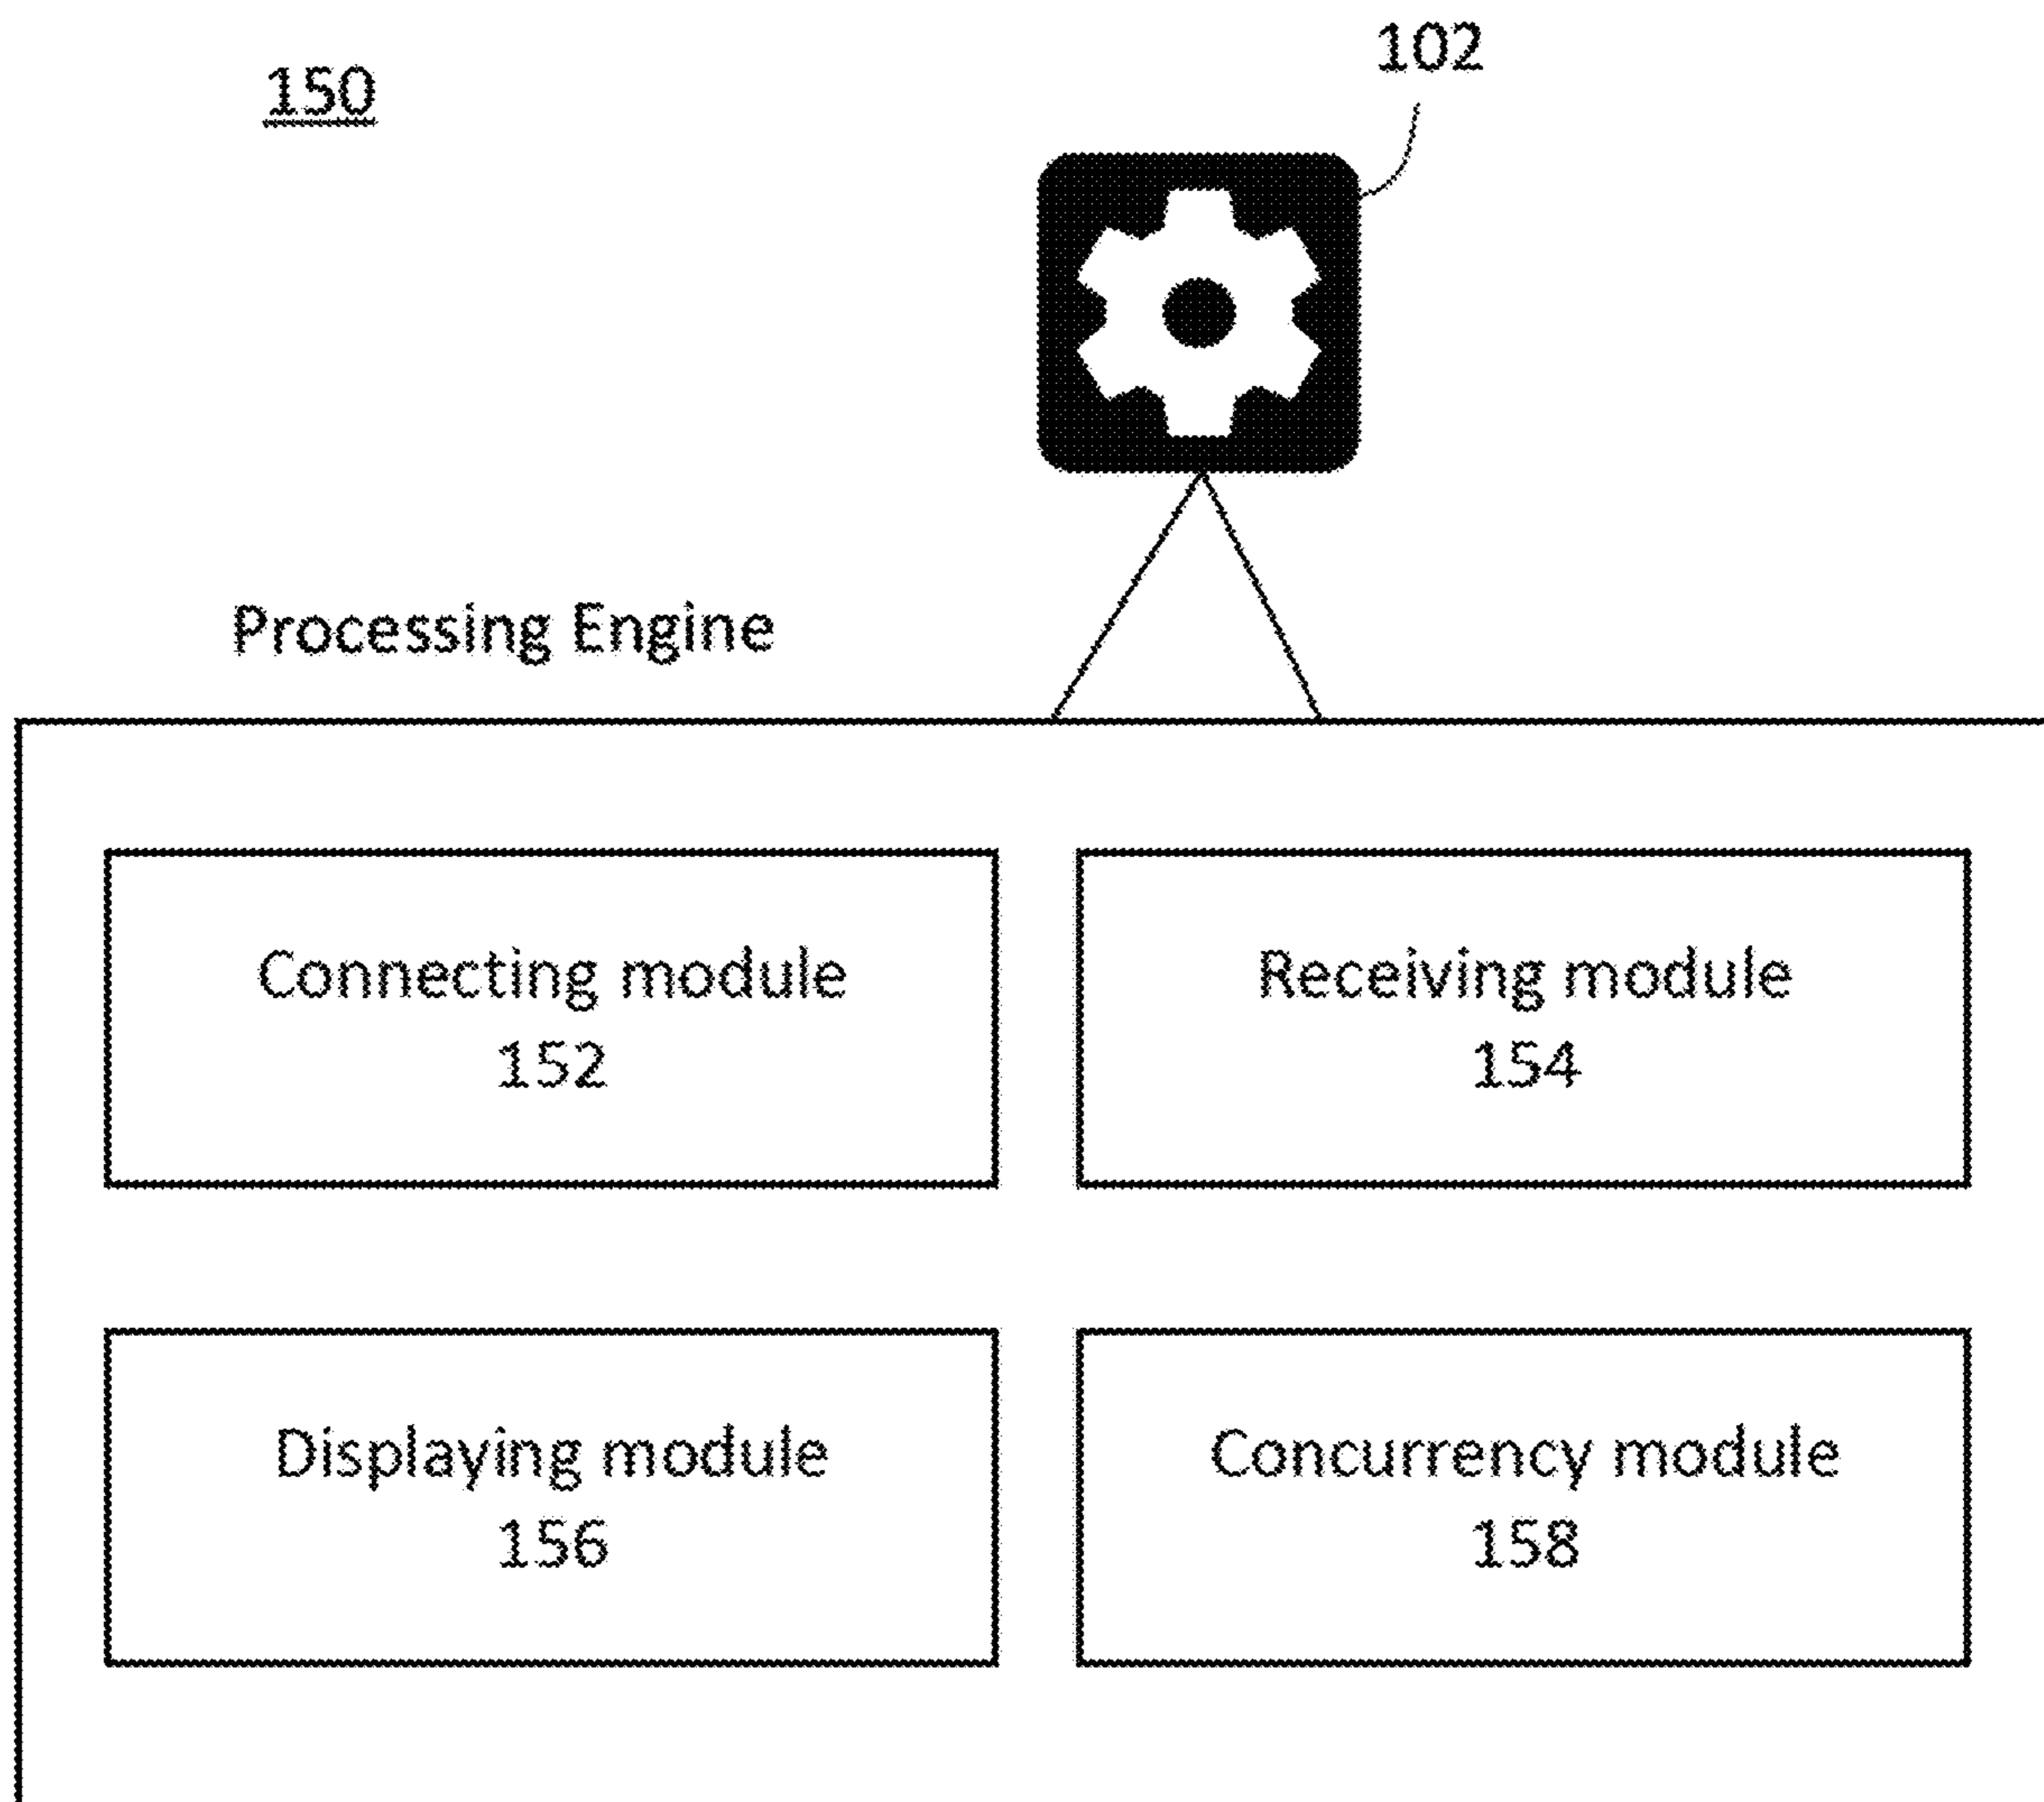 102
150
Processing Engine
Connecting module
152
Receiving module
154
Displaying module
156
Concurrency module
158